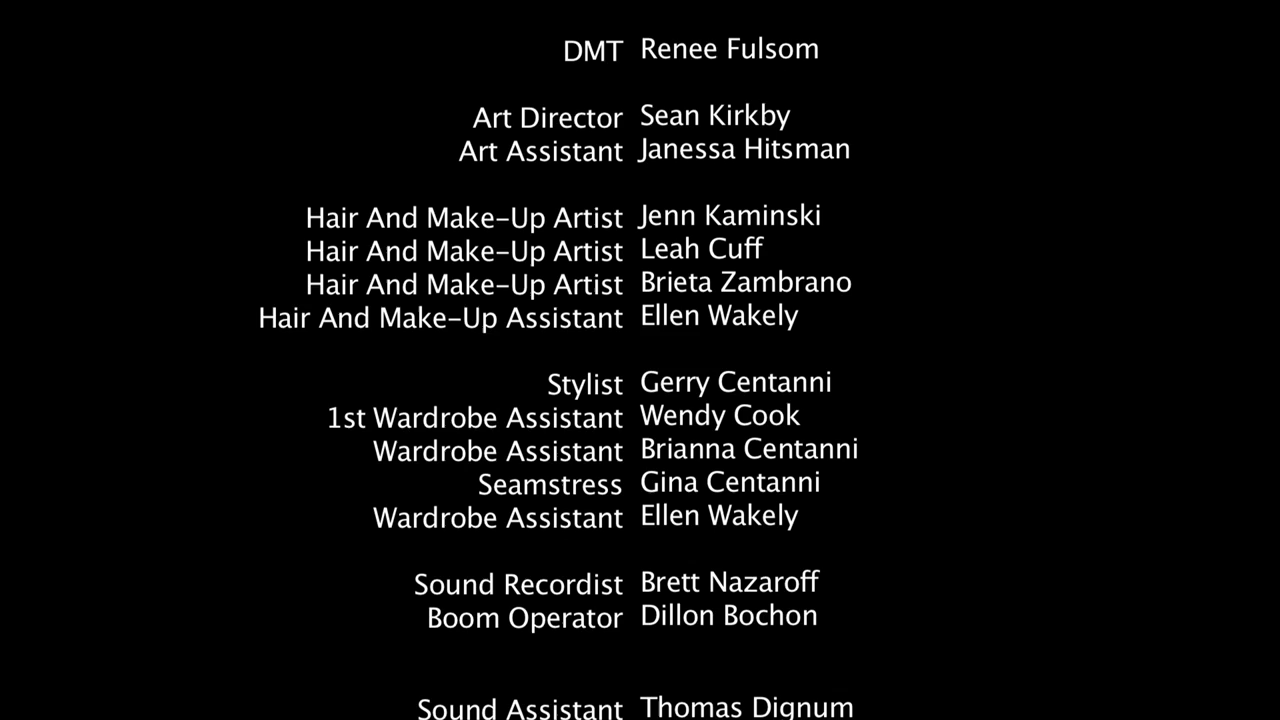 DMT Renee Fulsom
Art Director Sean Kirkby
Art Assistant Janessa Hitsman
Hair And Make-Up Artist Jenn Kaminski
Hair And Make-Up Artist Leah Cuff
Hair And Make-Up Artist Brieta Zambrano
Hair And Make-Up Assistant Ellen Wakely
Stylist Gerry Centanni
1st Wardrobe Assistant Wendy Cook
Wardrobe Assistant Brianna Centanni
Seamstress Gina Centanni
Wardrobe Assistant Ellen Wakely
Sound Recordist Brett Nazaroff
Boom Operator Dillon Bochon
Sound Assistant Thomas Dignum